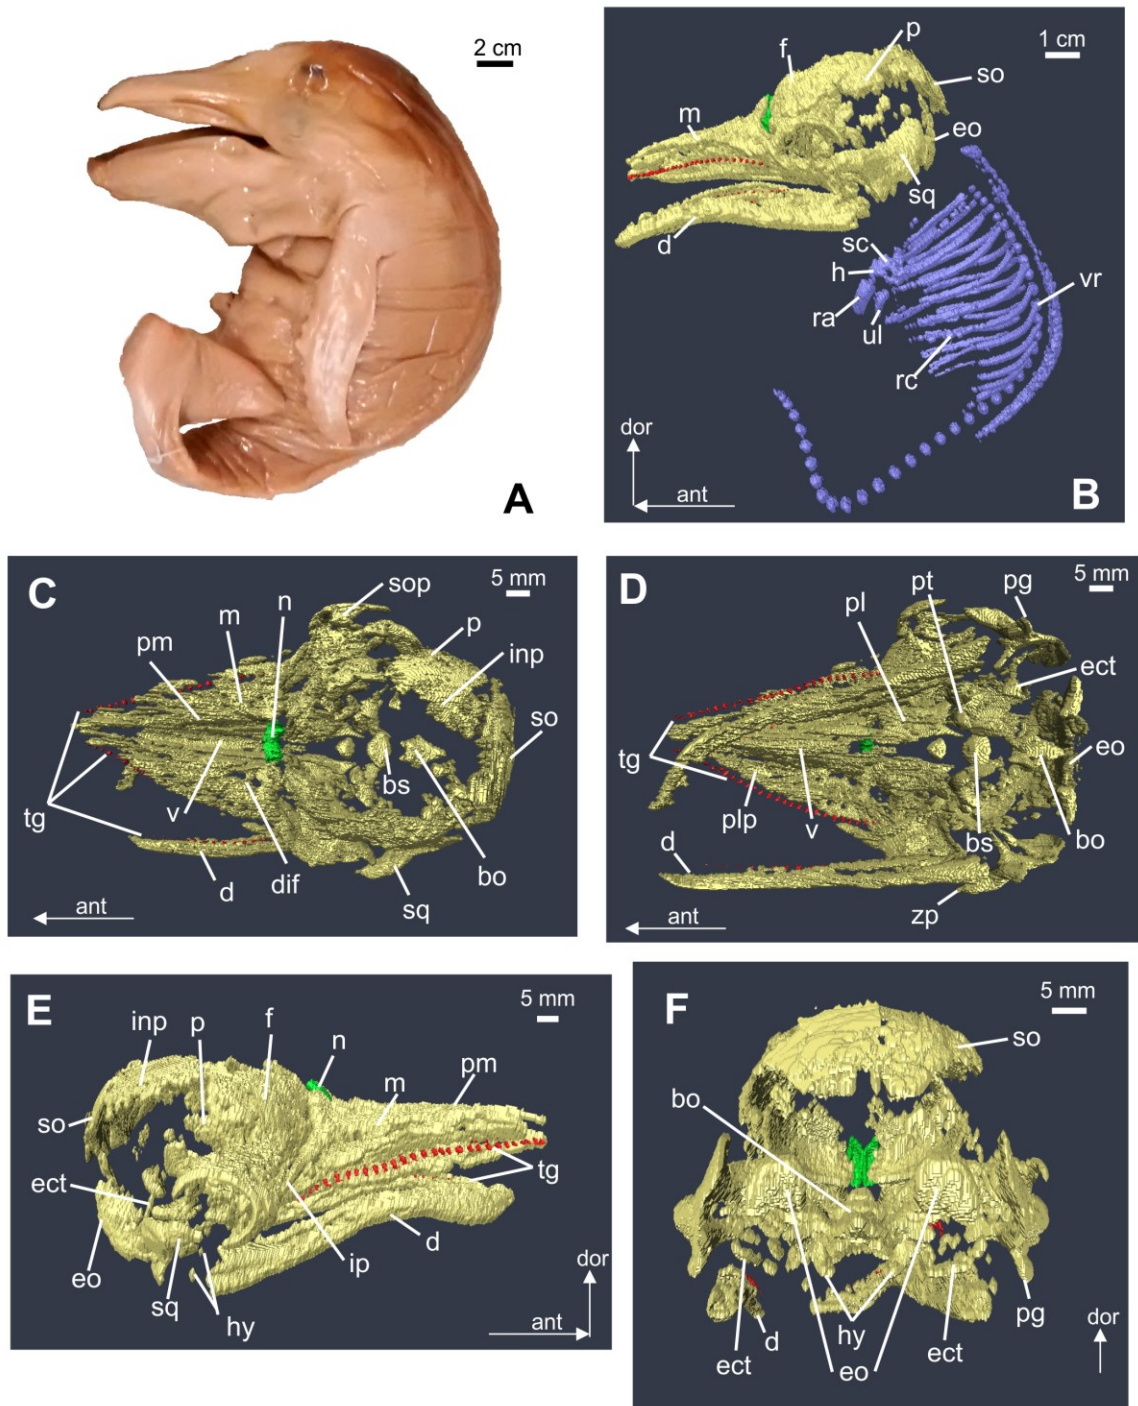 2 cm
A
1 cm
p
f
so
m
eo
sq
d
sc
h
vr
ra
ul
rc
dor
ant
B
C
5 mm
sop
n
m
p
pm
inp
so
tg
bs
v
d
dif
bo
sq
ant
D
5 mm
pt
pg
pl
ect
tg
eo
plp
v
bs
bo
d
zp
ant
E
5 mm
inp
p
f
n
pm
m
so
tg
ect
d
eo
ip
sq
hy
dor
ant
F
5 mm
so
bo
ect
d
hy
pg
ect
eo
ect
dor